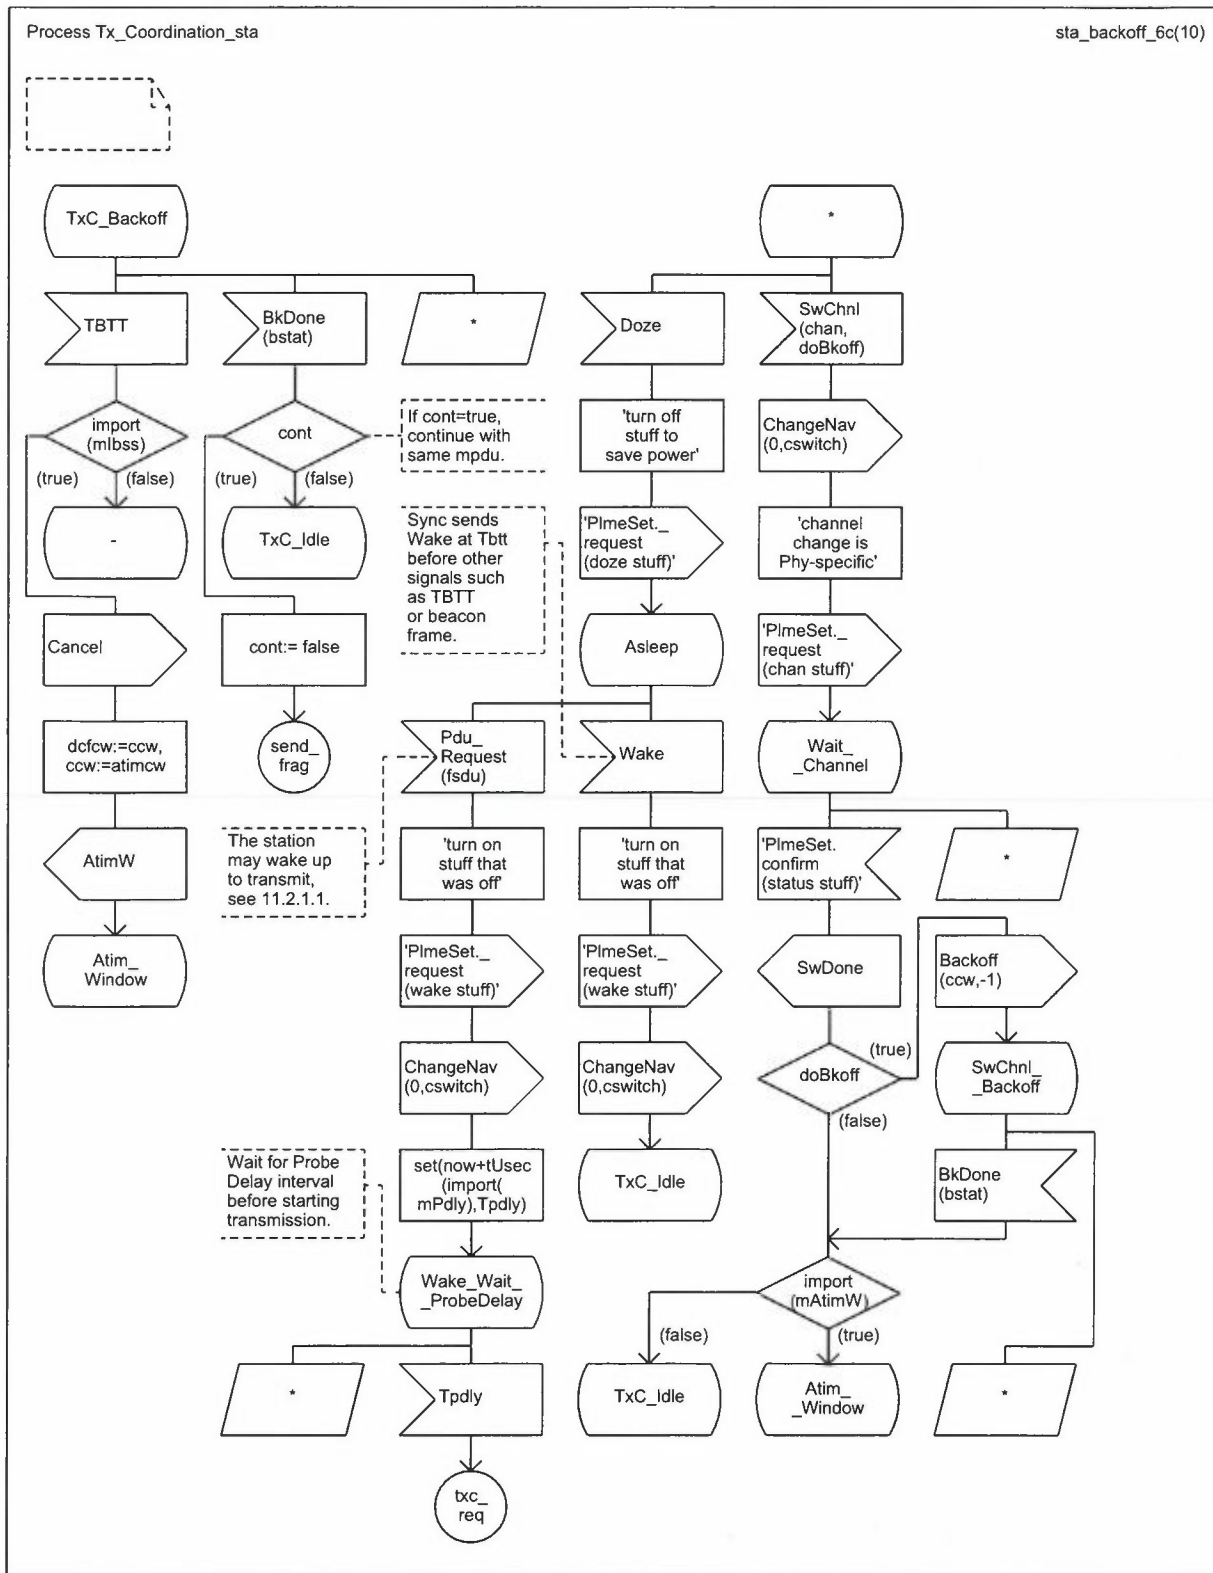 Process Tx_Coordination_sta
sta_backoff_6c(10)
TxC_Backoff
*
TBTT
BkDone
(bstat)
*
Doze
SwChnl
(chan,
doBkoff)
import
(mIbss)
(true)
(false)
cont
(true)
(false)
If cont=true,
continue with
same mpdu.
'turn off
stuff to
save power'
ChangeNav
(0,cswitch)
-
TxC_Idle
Sync sends
Wake at Tbtt
before other
signals such
as TBTT
or beacon
frame.
'PlmeSet._
request
(doze stuff)'
'channel
change is
Phy-specific'
Cancel
cont:= false
Asleep
'PlmeSet._
request
(chan stuff)'
dcfcw:=ccw,
ccw:=atimcw
send_
frag
Pdu_
Request
(fsdu)
Wake
Wait_
_Channel
AtimW
The station
may wake up
to transmit,
see 11.2.1.1.
'turn on
stuff that
was off'
'turn on
stuff that
was off'
'PlmeSet.
confirm
(status stuff)'
*
Atim_
_Window
'PlmeSet._
request
(wake stuff)'
'PlmeSet._
request
(wake stuff)'
SwDone
Backoff
(ccw,-1)
ChangeNav
(0,cswitch)
ChangeNav
(0,cswitch)
doBkoff
(true)
(false)
SwChnl_
_Backoff
Wait for Probe
Delay interval
before starting
transmission.
set(now+tUsec
(import(
mPdly),Tpdly)
TxC_Idle
BkDone
(bstat)
Wake_Wait_
_ProbeDelay
import
(mAtimW)
(false)
(true)
*
Tpdly
TxC_Idle
Atim_
_Window
*
txc_
req